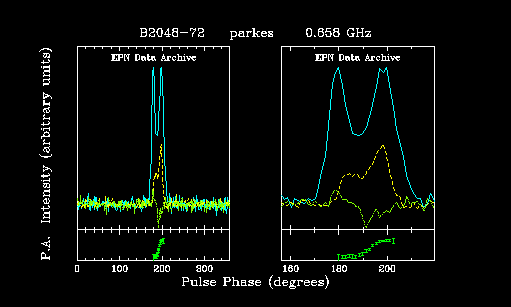 B2048-72 parkes 0.658 GHz
EPN Data Archive EPN Data Archive
Intensity (arbitrary units)
P.A.
0 100 200 300 160 180 200
Pulse Phase (degrees)